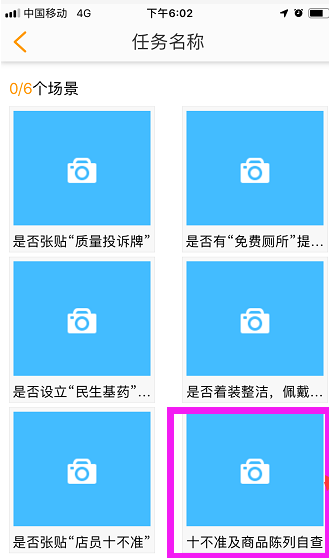 中国移动 4G 下午6:02
任务名称
0/6个场景
是否张贴“质量投诉牌”
是否有“免费厕所”提...
是否设立“民生基药”...
是否着装整洁，佩戴...
是否张贴“店员十不准”
十不准及商品陈列自查